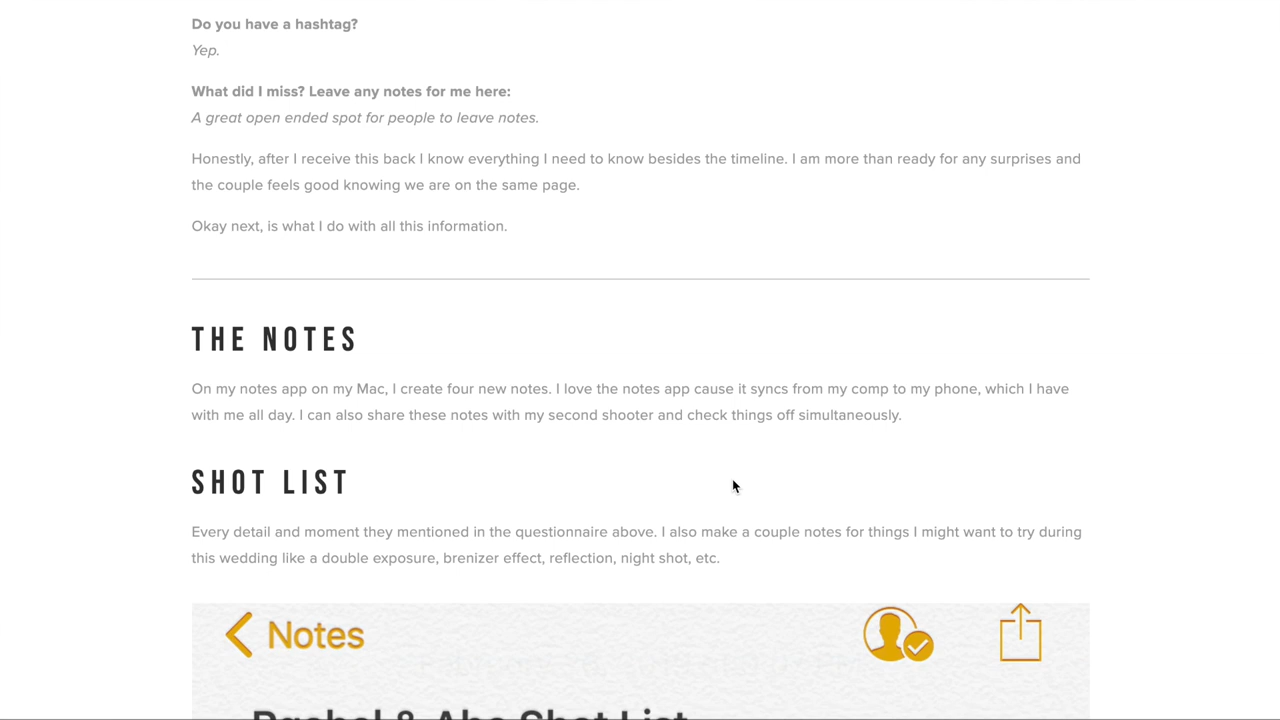 Do you have a hashtag?
Yep.
What did I miss? Leave any notes for me here:
A great open ended spot for people to leave notes.
Honestly, after I receive this back I know everything I need to know besides the timeline. I am more than ready for any surprises and
the couple feels good knowing we are on the same page.
Okay next, is what I do with all this information.
THE NOTES
On my notes app on my Mac, I create four new notes. I love the notes app cause it syncs from my comp to my phone, which I have
with me all day. I can also share these notes with my second shooter and check things off simultaneously.
SHOT LIST
Every detail and moment they mentioned in the questionnaire above. I also make a couple notes for things I might want to try during
this wedding like a double exposure, brenizer effect, reflection, night shot, etc.
Notes
Rachel & Abe Shot List